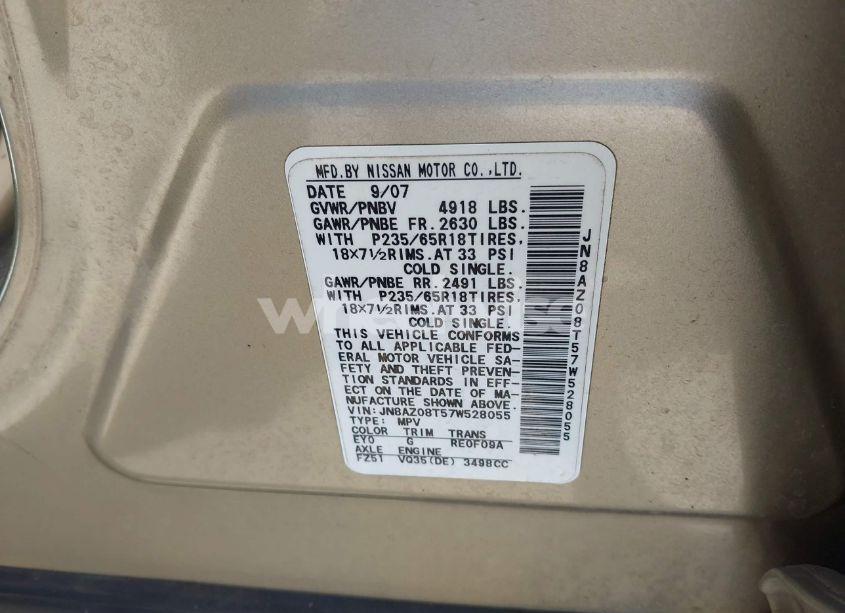 MFD.BY NISSAN MOTOR CO.,LTD.
DATE 9/07
GVWR/PNBV 4918 LBS.
GAWR/PNBE FR. 2630 LBS.
WITH P235/65R18TIRES,
18×7½RIMS.AT 33 PSI
COLD SINGLE.
GAWR/PNBE RR. 2491 LBS.
WITH P235/65R18TIRES.
18×7½RIMS.AT 33 PSI
COLD SINGLE.
THIS VEHICLE CONFORMS
TO ALL APPLICABLE FED-
ERAL MOTOR VEHICLE SA-
FETY AND THEFT PREVEN-
TION STANDARDS IN EFF-
ECT ON THE DATE OF MA-
NUFACTURE SHOWN ABOVE.
VIN: JN8AZ08T57W528055
TYPE: MPV
COLOR TRIM TRANS
EY0 G RE0F09A
AXLE ENGINE
FZ51 VQ35(DE) 3498CC
JN8AZ08T57W528055